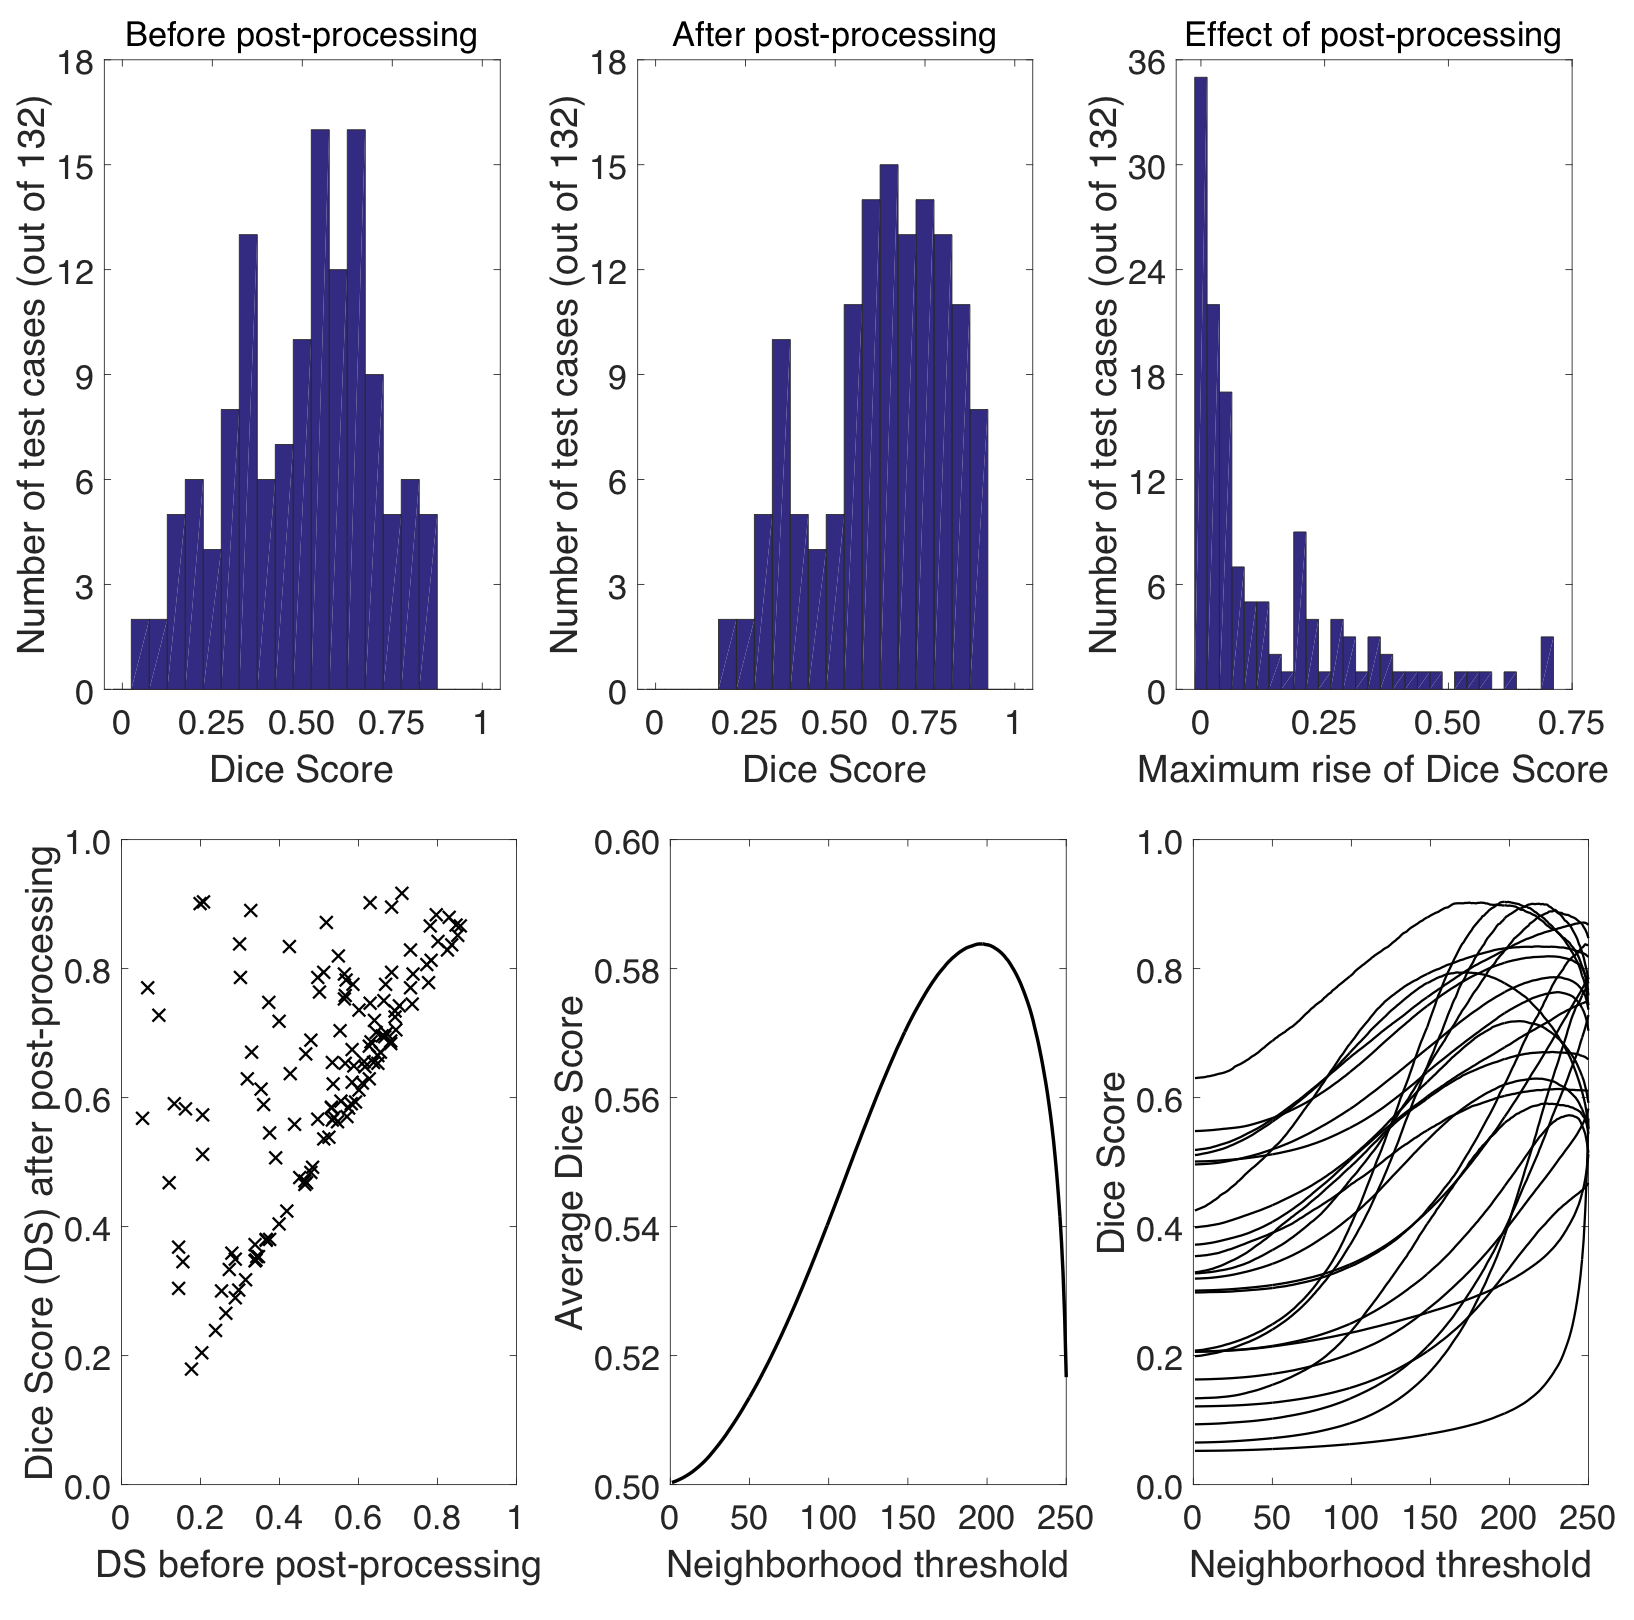 Before post-processing
Number of test cases (out of 132)
18
15
12
9
6
3
0
0 0.25 0.50 0.75 1
Dice Score
After post-processing
Number of test cases (out of 132)
18
15
12
9
6
3
0
0 0.25 0.50 0.75 1
Dice Score
Effect of post-processing
Number of test cases (out of 132)
36
30
24
18
12
6
0
0 0.25 0.50 0.75
Maximum rise of Dice Score
Dice Score (DS) after post-processing
1.0
0.8
0.6
0.4
0.2
0.0
0 0.2 0.4 0.6 0.8 1
DS before post-processing
Average Dice Score
0.60
0.58
0.56
0.54
0.52
0.50
0 50 100 150 200 250
Neighborhood threshold
Dice Score
1.0
0.8
0.6
0.4
0.2
0.0
0 50 100 150 200 250
Neighborhood threshold